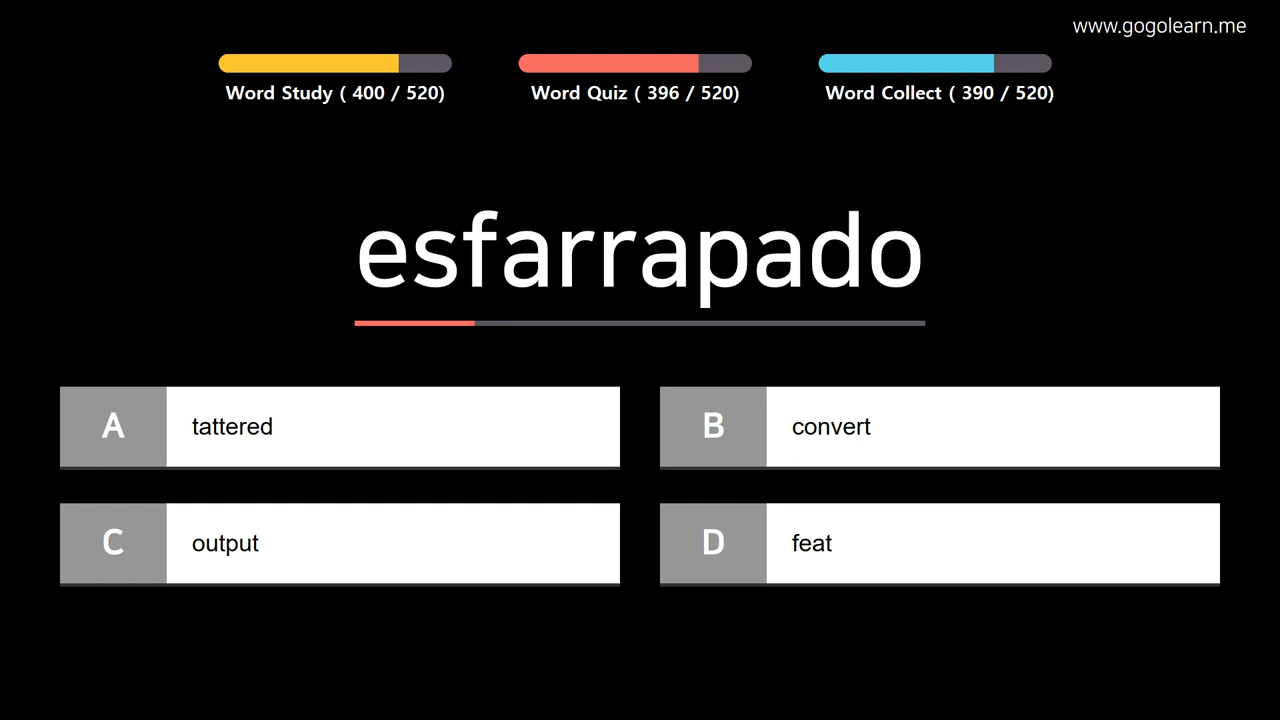 www.gogolearn.me
Word Study ( 400 / 520)
Word Quiz ( 396 / 520)
Word Collect ( 390 / 520)
esfarrapado
A tattered
B convert
C output
D feat